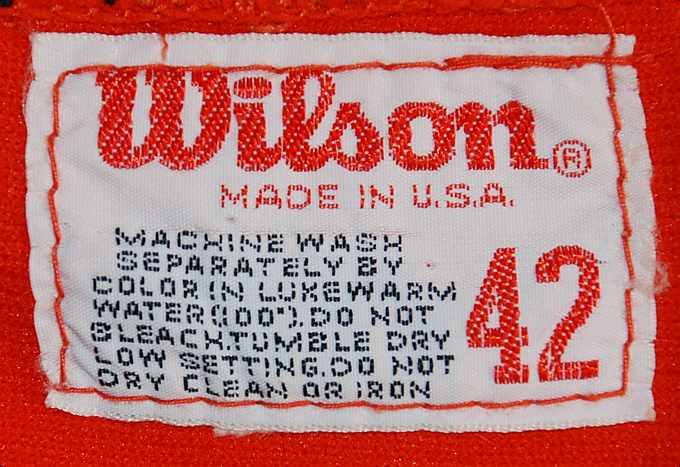 Wilson®
MADE IN U.S.A.
MACHINE WASH
SEPARATELY BY
COLOR IN LUKEWARM
WATER(100°). DO NOT
BLEACH.TUMBLE DRY
LOW SETTING.DO NOT
DRY CLEAN OR IRON
42